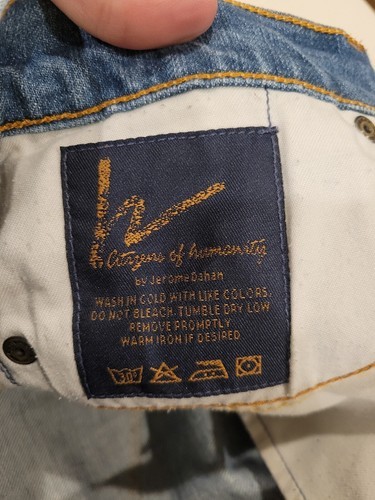 h
Citizens of humanity
by Jerome Dahan
WASH IN COLD WITH LIKE COLORS.
DO NOT BLEACH. TUMBLE DRY LOW
REMOVE PROMPTLY
WARM IRON IF DESIRED
30°